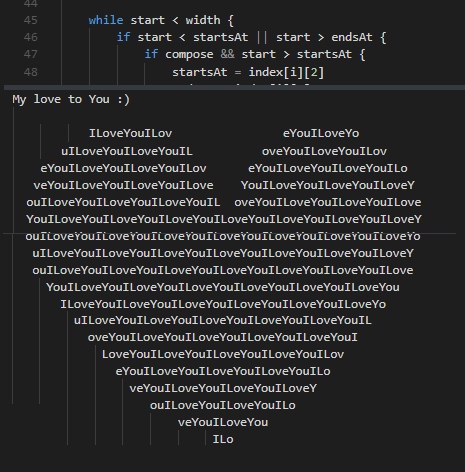 45 while start < width {
46 if start < startsAt || start > endsAt {
47 if compose && start > startsAt {
48 startsAt = index[i][2]
My love to You :)
ILoveYouILov eYouILoveYo
uILoveYouILoveYouIL oveYouILoveYouILov
eYouILoveYouILoveYouILov eYouILoveYouILoveYouILo
veYouILoveYouILoveYouILove YouILoveYouILoveYouILoveY
ouILoveYouILoveYouILoveYouIL oveYouILoveYouILoveYouILove
YouILoveYouILoveYouILoveYouILoveYouILoveYouILoveYouILoveY
ouILoveYouILoveYouILoveYouILoveYouILoveYouILoveYouILoveYo
uILoveYouILoveYouILoveYouILoveYouILoveYouILoveYouILoveY
ouILoveYouILoveYouILoveYouILoveYouILoveYouILoveYouILove
YouILoveYouILoveYouILoveYouILoveYouILoveYouILoveYou
ILoveYouILoveYouILoveYouILoveYouILoveYouILoveYo
uILoveYouILoveYouILoveYouILoveYouILoveYouIL
oveYouILoveYouILoveYouILoveYouILoveYouI
LoveYouILoveYouILoveYouILoveYouILov
eYouILoveYouILoveYouILoveYouILo
veYouILoveYouILoveYouILoveY
ouILoveYouILoveYouILo
veYouILoveYou
ILo